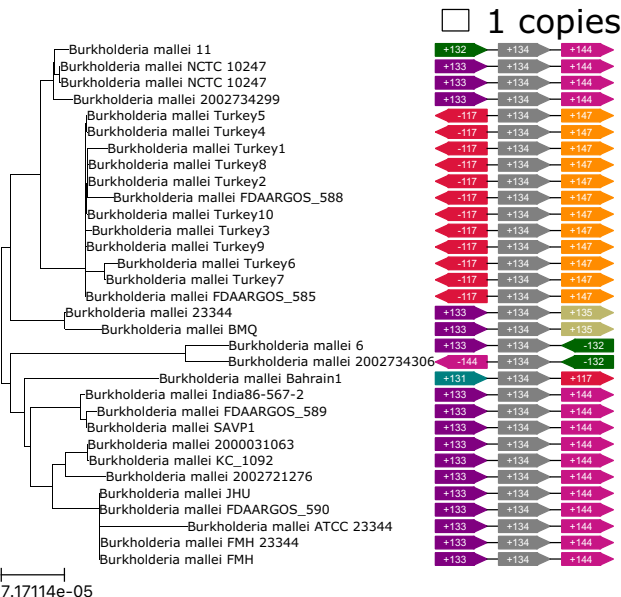 1 copies
Burkholderia mallei 11 +132 +134 +144
Burkholderia mallei NCTC 10247 +133 +134 +144
Burkholderia mallei NCTC 10247 +133 +134 +144
Burkholderia mallei 2002734299 +133 +134 +144
Burkholderia mallei Turkey5 -117 +134 +147
Burkholderia mallei Turkey4 -117 +134 +147
Burkholderia mallei Turkey1 -117 +134 +147
Burkholderia mallei Turkey8 -117 +134 +147
Burkholderia mallei Turkey2 -117 +134 +147
Burkholderia mallei FDAARGOS_588 -117 +134 +147
Burkholderia mallei Turkey10 -117 +134 +147
Burkholderia mallei Turkey3 -117 +134 +147
Burkholderia mallei Turkey9 -117 +134 +147
Burkholderia mallei Turkey6 -117 +134 +147
Burkholderia mallei Turkey7 -117 +134 +147
Burkholderia mallei FDAARGOS_585 -117 +134 +147
Burkholderia mallei 23344 +133 +134 +135
Burkholderia mallei BMQ +133 +134 +135
Burkholderia mallei 6 +133 +134 -132
Burkholderia mallei 2002734306 -144 +134 -132
Burkholderia mallei Bahrain1 +131 +134 +117
Burkholderia mallei India86-567-2 +133 +134 +144
Burkholderia mallei FDAARGOS_589 +133 +134 +144
Burkholderia mallei SAVP1 +133 +134 +144
Burkholderia mallei 2000031063 +133 +134 +144
Burkholderia mallei KC_1092 +133 +134 +144
Burkholderia mallei 2002721276 +133 +134 +144
Burkholderia mallei JHU +133 +134 +144
Burkholderia mallei FDAARGOS_590 +133 +134 +144
Burkholderia mallei ATCC 23344 +133 +134 +144
Burkholderia mallei FMH 23344 +133 +134 +144
Burkholderia mallei FMH +133 +134 +144
7.17114e-05